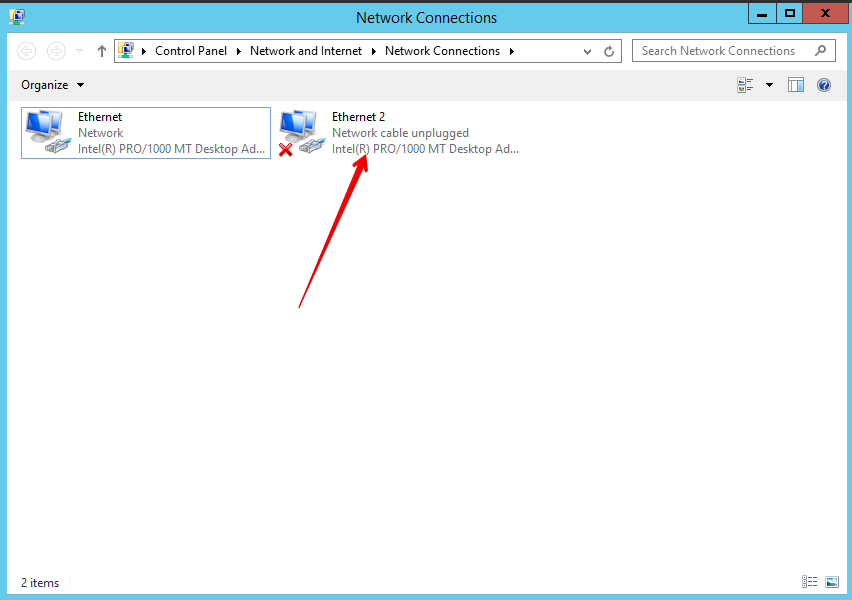 Network Connections
Control Panel Network and Internet Network Connections Search Network Connections
Organize
Ethernet
Network
Intel(R) PRO/1000 MT Desktop Ad...
Ethernet 2
Network cable unplugged
Intel(R) PRO/1000 MT Desktop Ad...
2 items